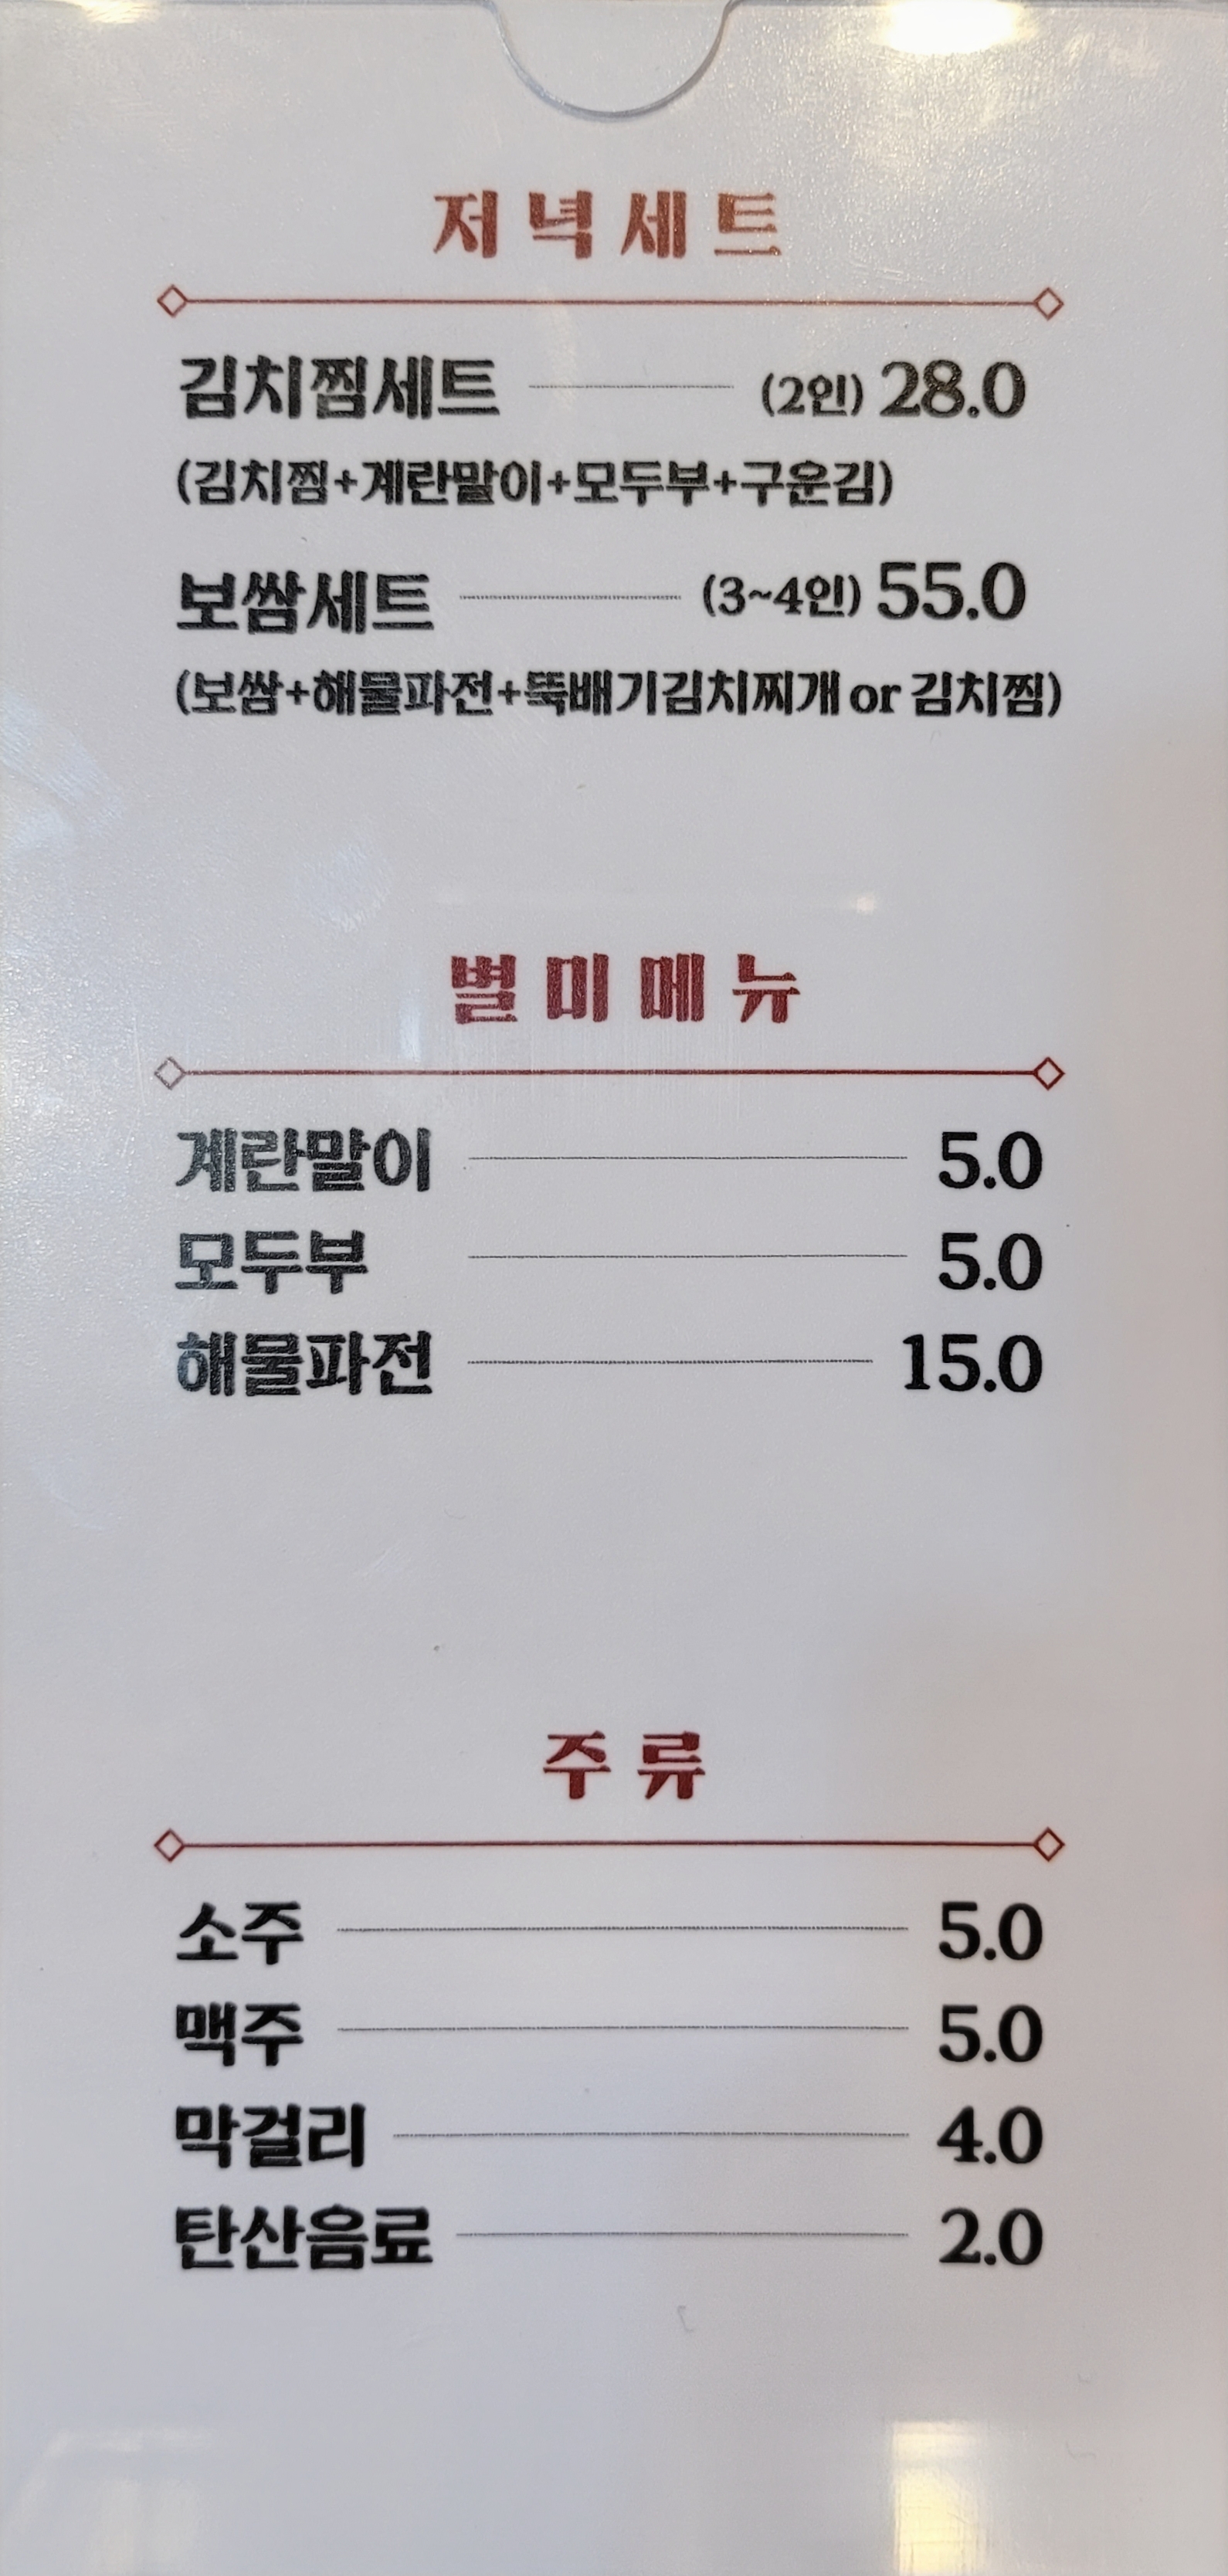 저녁세트
김치찜세트 (2인) 28.0
(김치찜+계란말이+모두부+구운김)
보쌈세트 (3~4인) 55.0
(보쌈+해물파전+뚝배기김치찌개 or 김치찜)
별미메뉴
계란말이 5.0
모두부 5.0
해물파전 15.0
주류
소주 5.0
맥주 5.0
막걸리 4.0
탄산음료 2.0